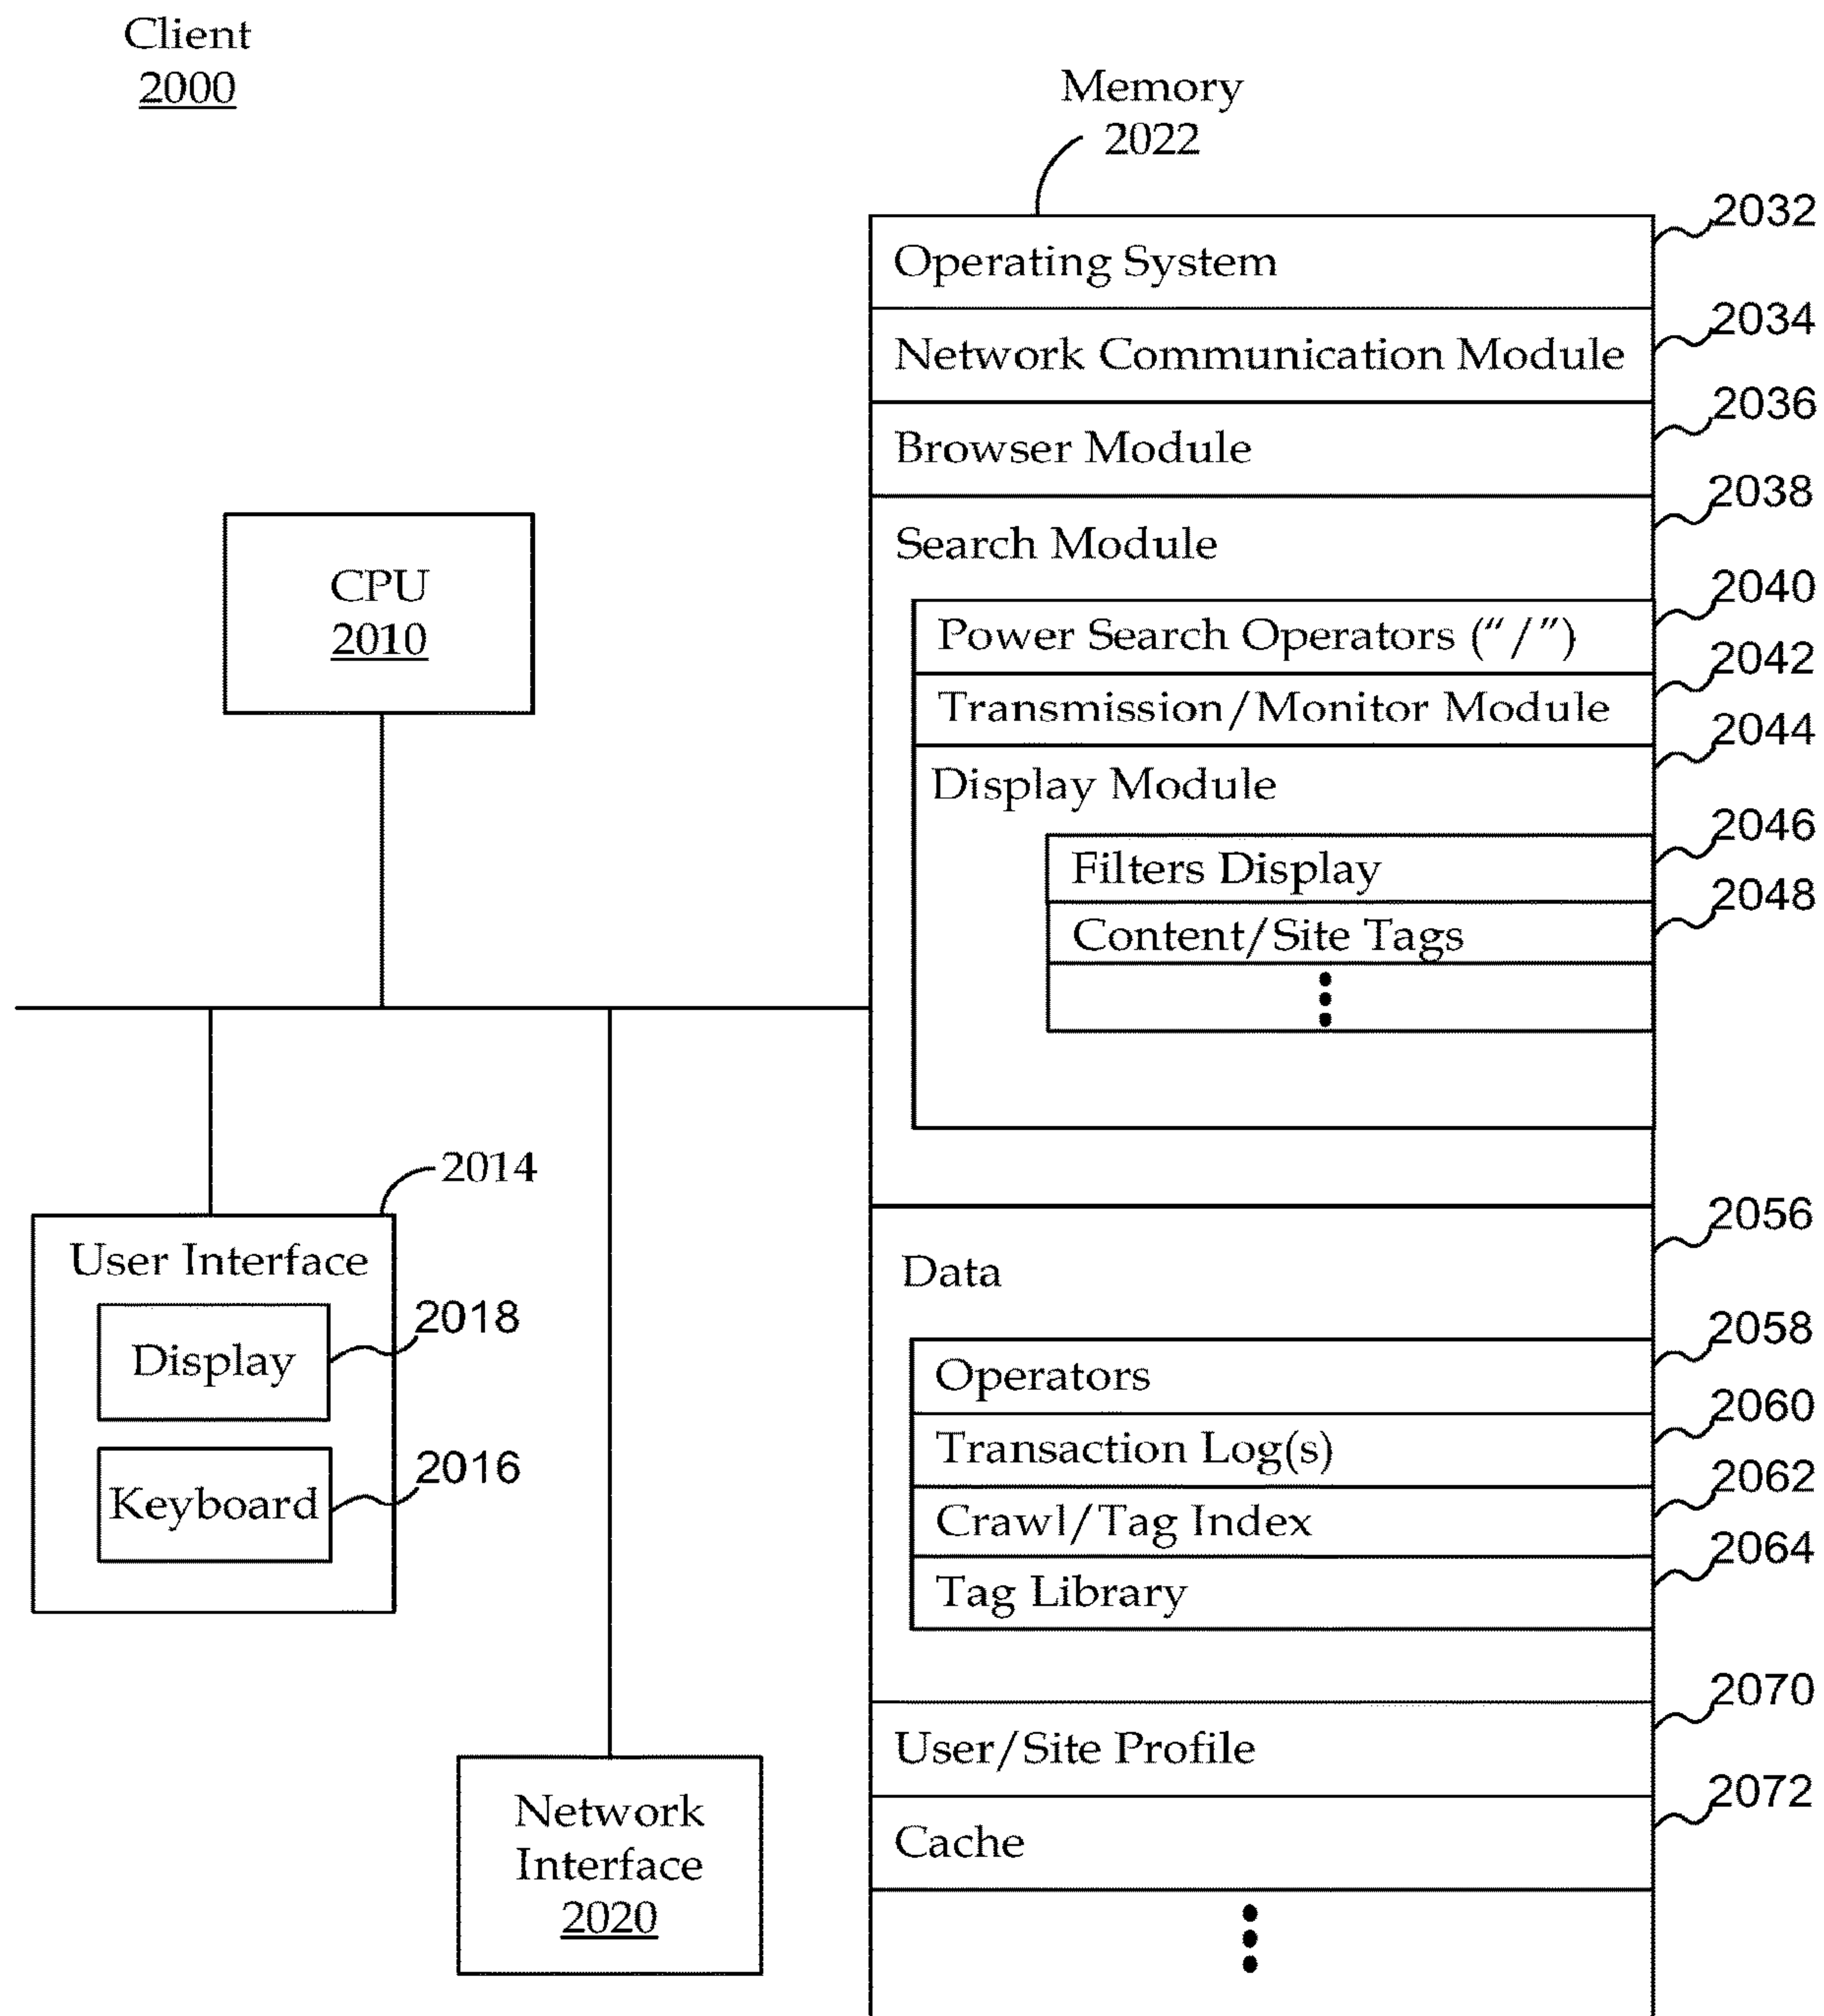 Client
2000
Memory
2022
2032
Operating System
2034
Network Communication Module
2036
Browser Module
2038
Search Module
2040
Power Search Operators (“/”)
2042
Transmission/Monitor Module
2044
Display Module
2046
Filters Display
2048
Content/Site Tags
CPU
2010
2014
User Interface
2018
Display
2016
Keyboard
Network
Interface
2020
2056
Data
2058
Operators
2060
Transaction Log(s)
2062
Crawl/Tag Index
2064
Tag Library
2070
User/Site Profile
2072
Cache